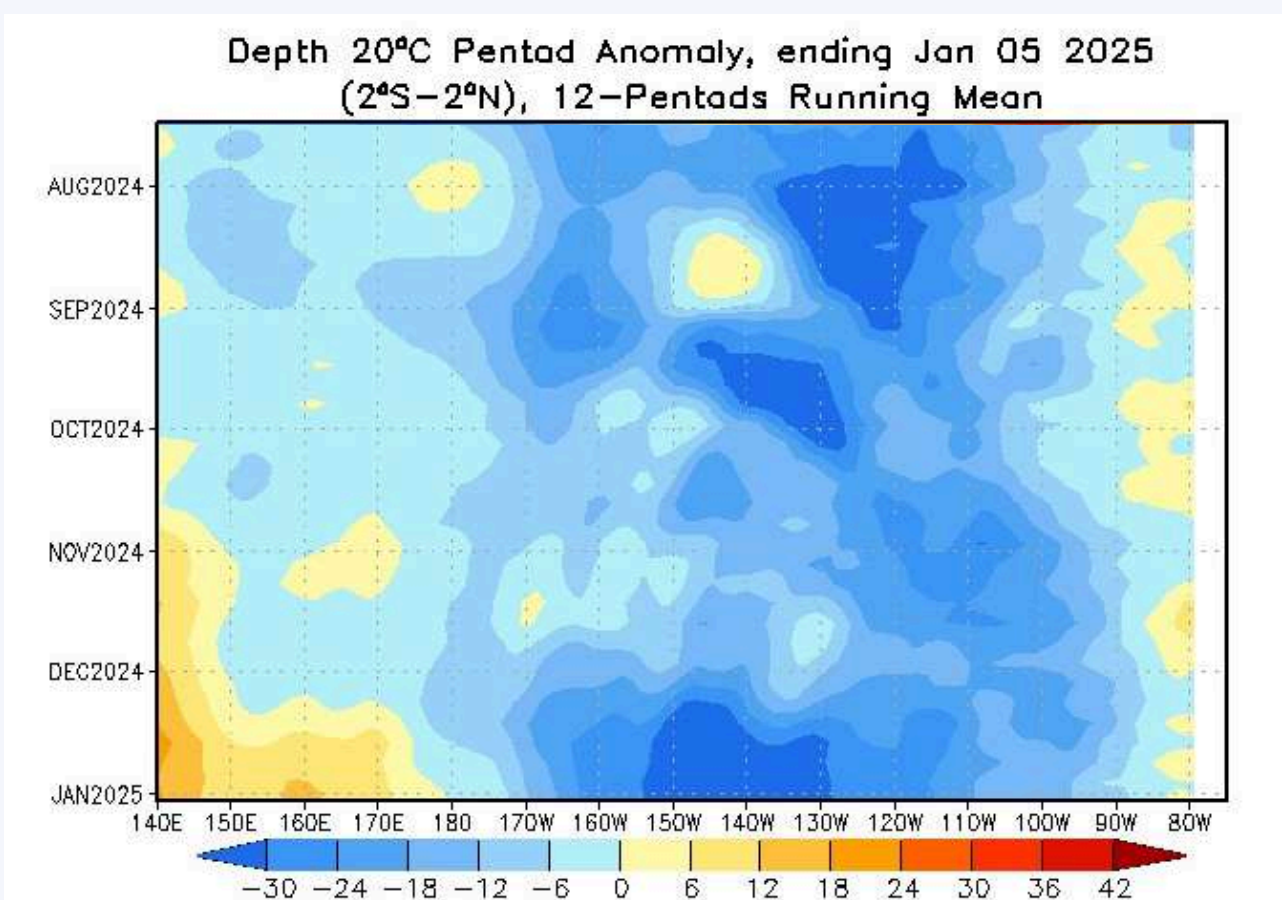 Depth 20°C Pentad Anomaly, ending Jan 05 2025
(2°S-2°N), 12-Pentads Running Mean
AUG2024
SEP2024
OCT2024
NOV2024
DEC2024
JAN2025
140E 150E 160E 170E 180 170W 160W 150W 140W 130W 120W 110W 100W 90W 80W
-30 -24 -18 -12 -6 0 6 12 18 24 30 36 42